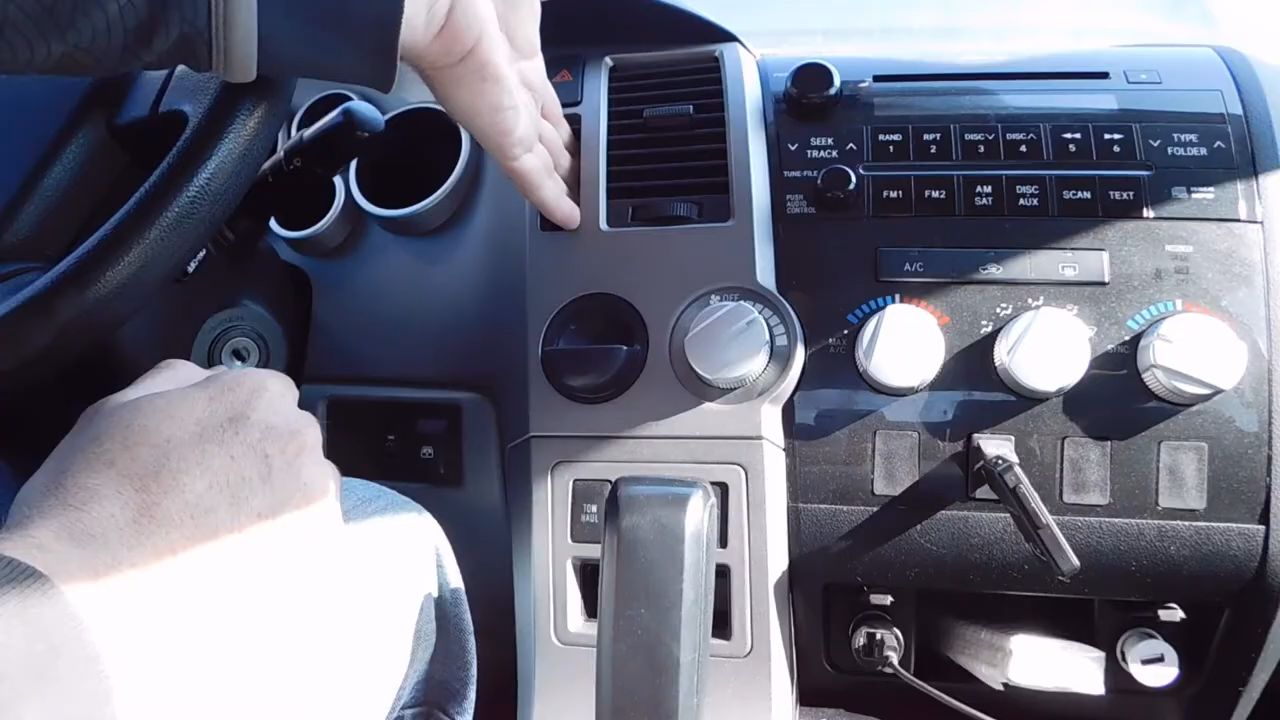 SEEK
TRACK
RAND
1
RPT
2
DISC
3
DISC
4
5
6
TYPE
FOLDER
TUNE•FILE
PUSH
AUDIO
CONTROL
FM1
FM2
AM
SAT
DISC
AUX
SCAN
TEXT
A/C
OFF
MAX
A/C
SYNC
TOW
HAUL